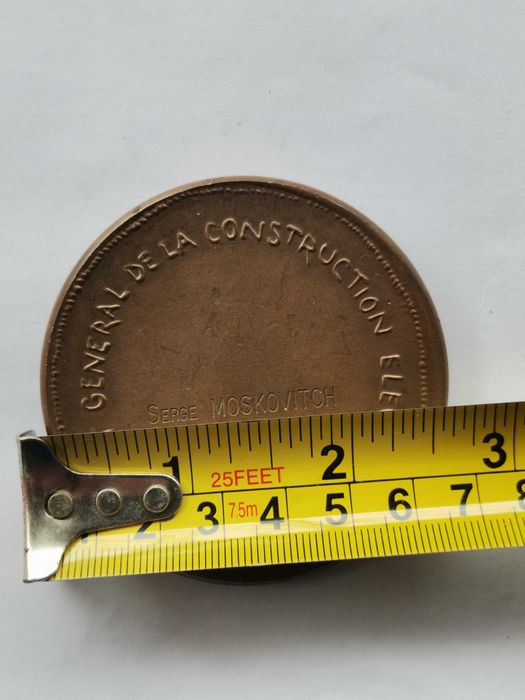 GENERAL DE LA CONSTRUCTION ELEC
SERGE MOSKOVITCH
1 2 3
25FEET
7.5m
2 3 4 5 6 7 8